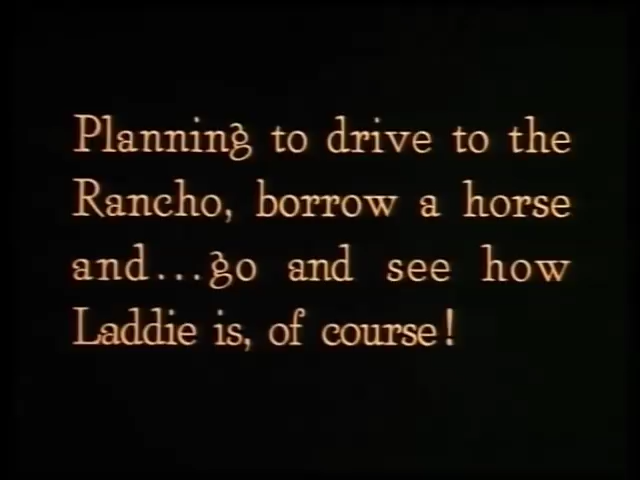 Planning to drive to the
Rancho, borrow a horse
and...go and see how
Laddie is, of course!